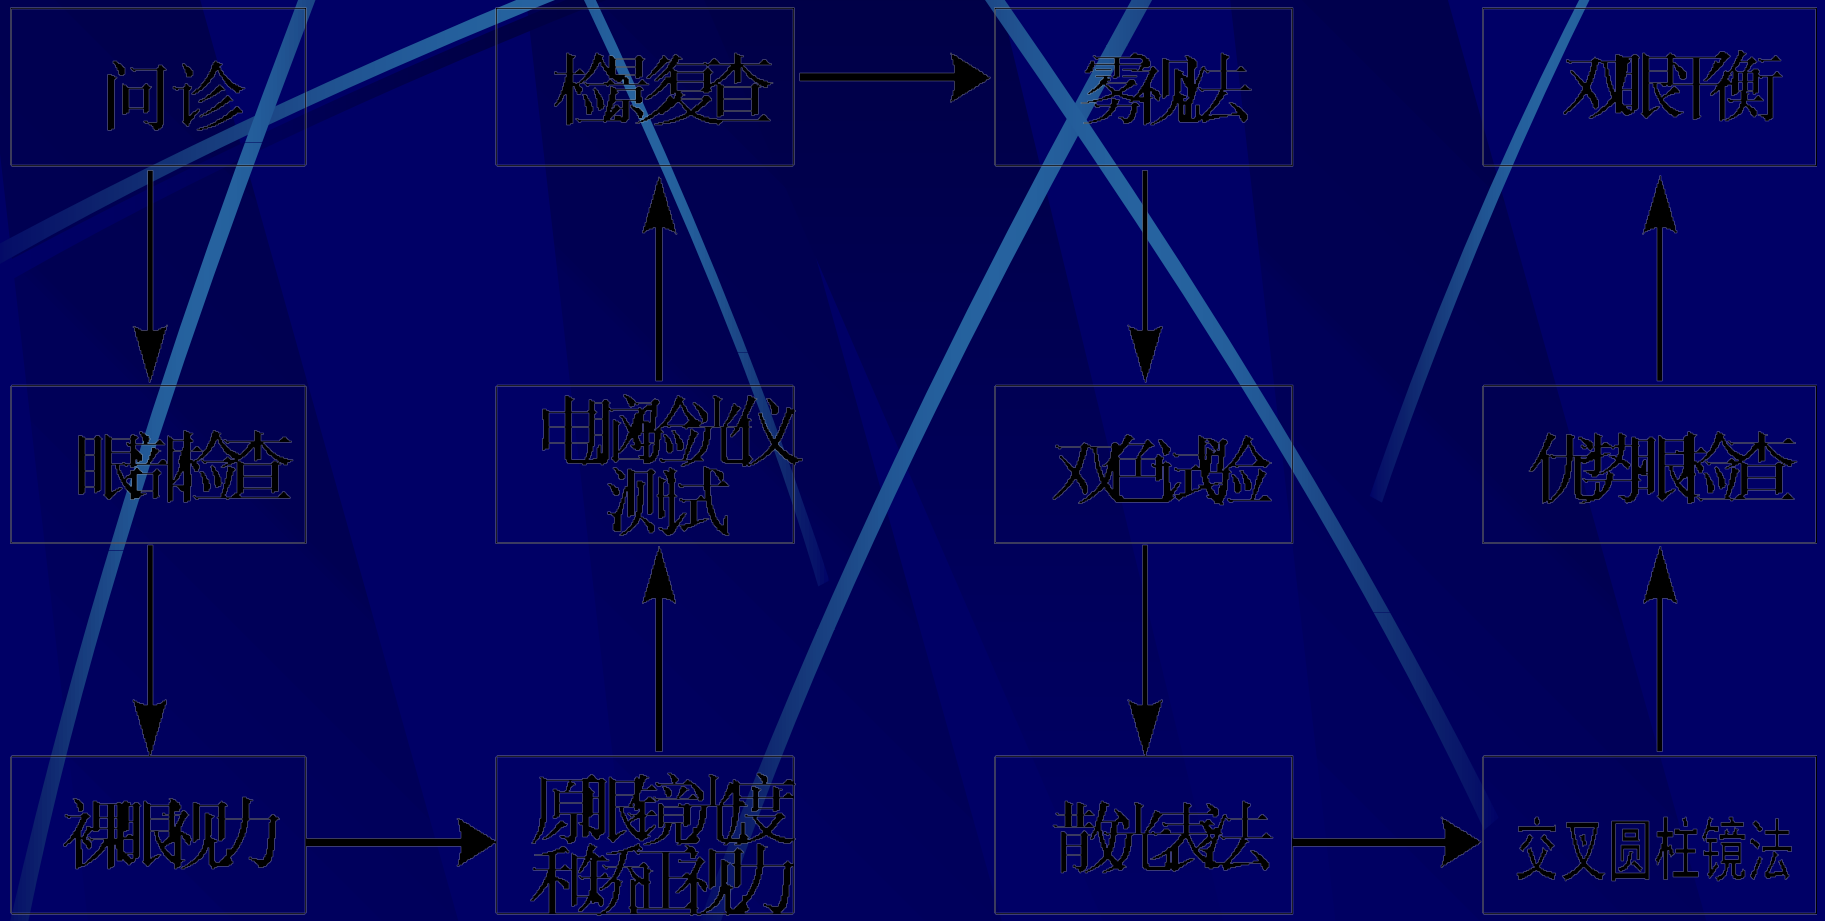 问诊
眼部检查
裸眼视力
原眼镜光度
和矫正视力
电脑验光仪
测试
检影复查
雾视法
双色试验
散光表法
交叉圆柱镜法
优势眼检查
双眼平衡